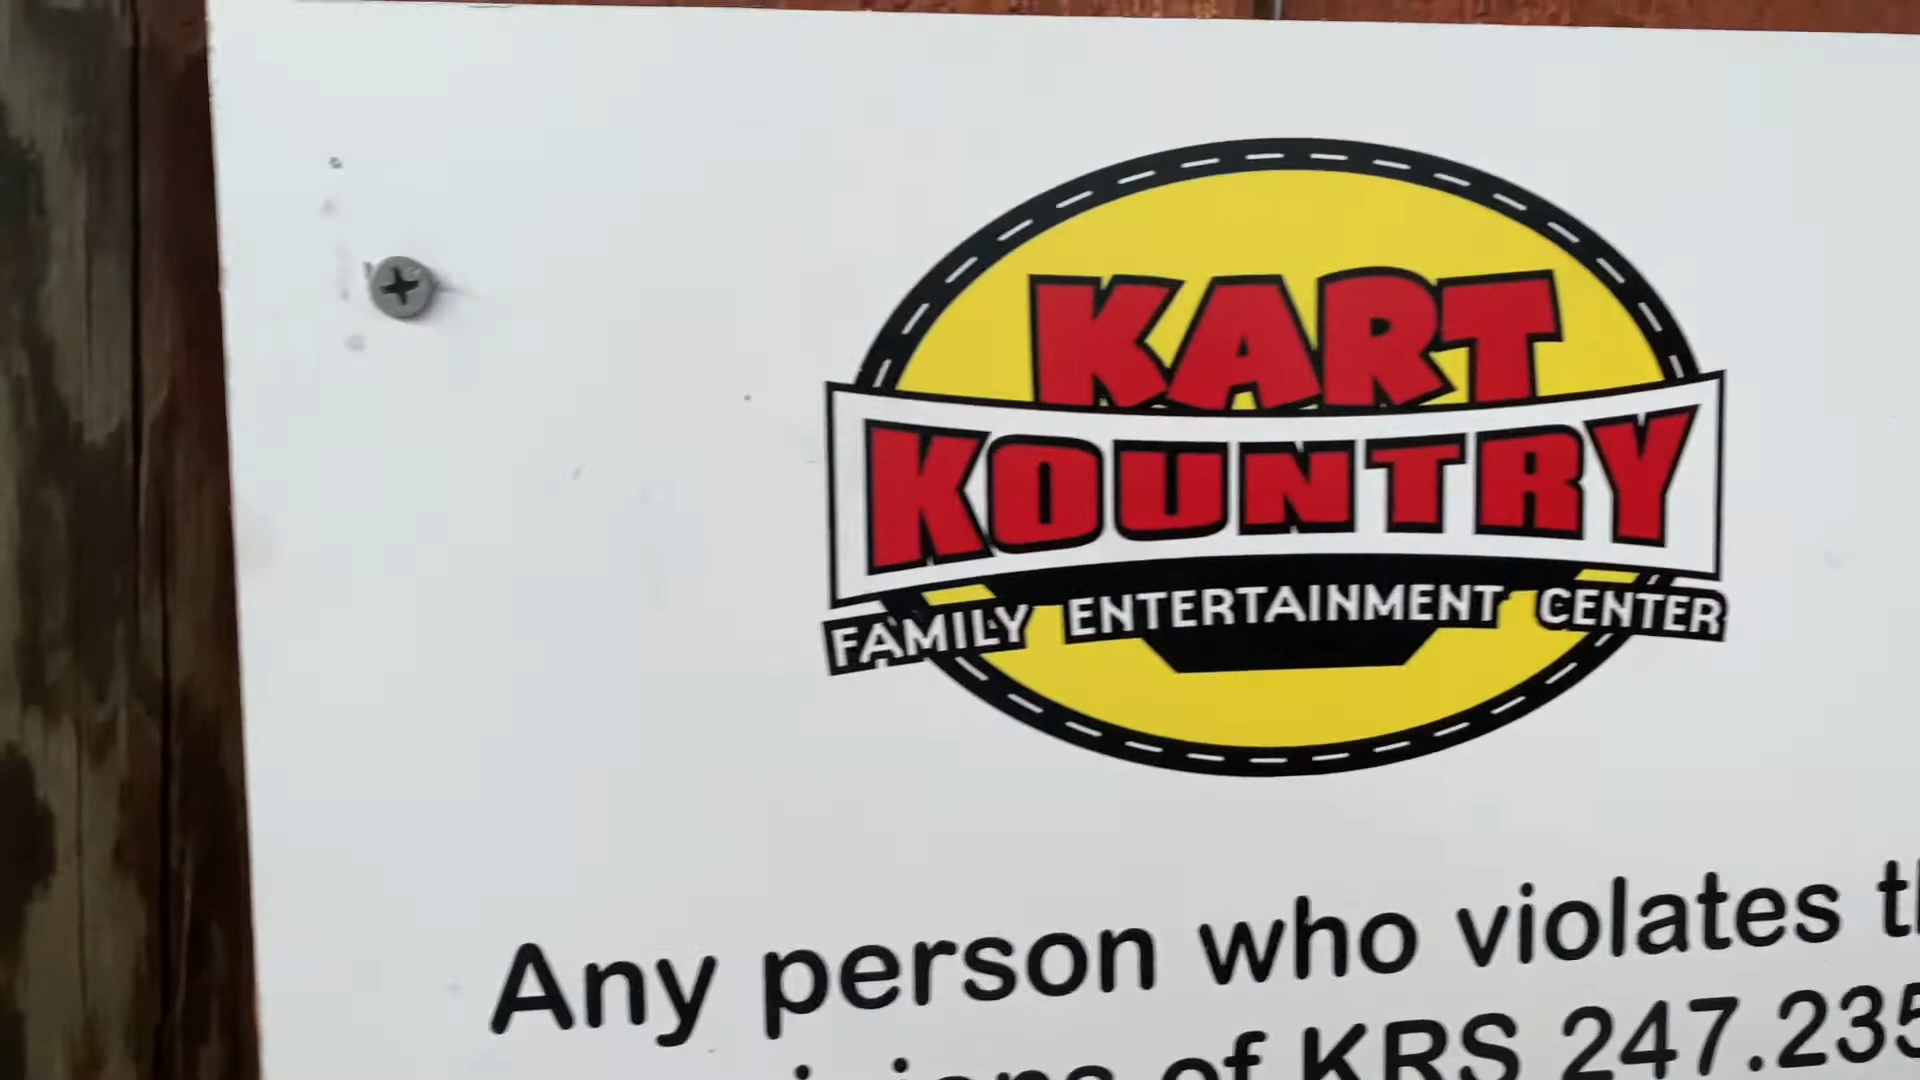 KART
KOUNTRY
FAMILY ENTERTAINMENT CENTER
Any person who violates
of KRS 247.235